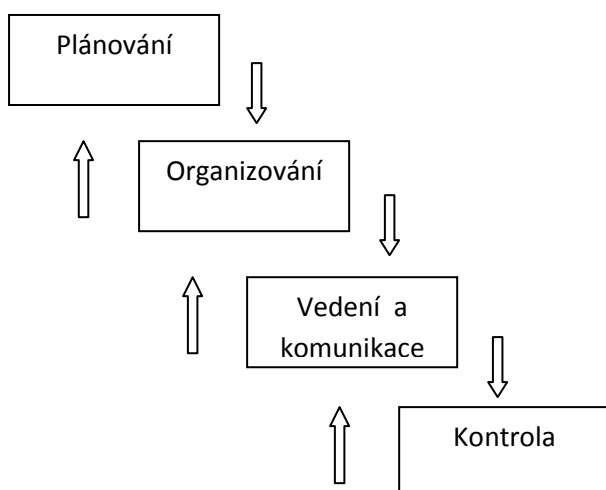 Plánování
Organizování
Vedení a
komunikace
Kontrola